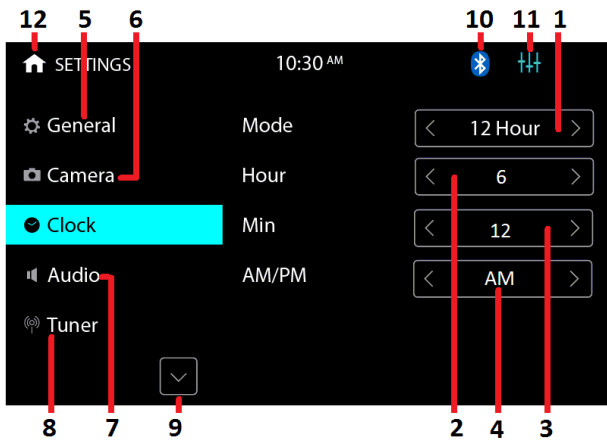 12 5 6 10 11 1
SETTINGS 10:30 AM
General Mode 12 Hour
Camera Hour 6
Clock Min 12
Audio AM/PM AM
Tuner
8 7 9 2 4 3